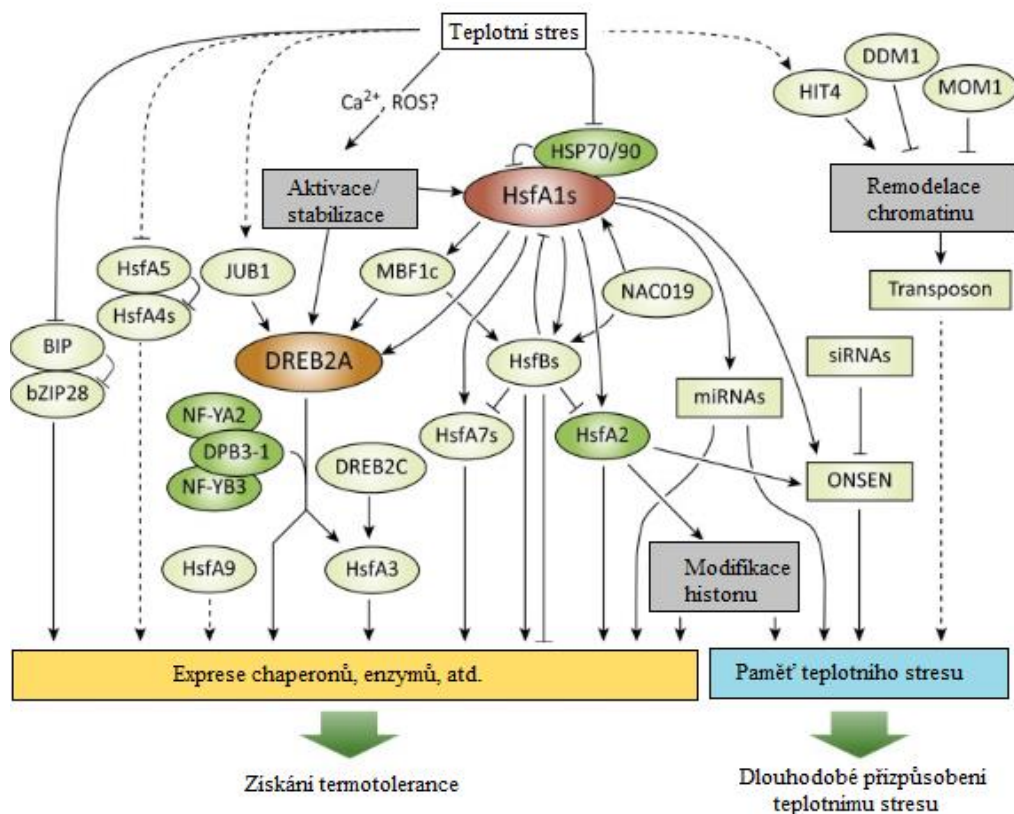 Teplotní stres
Ca2+, ROS?
HIT4
DDM1
MOM1
HSP70/90
HsfA1s
Aktivace/
stabilizace
Remodelace
chromatinu
HsfA5
HsfA4s
JUB1
MBF1c
NAC019
Transposon
BIP
bZIP28
DREB2A
HsfBs
siRNAs
miRNAs
NF-YA2
DPB3-1
NF-YB3
DREB2C
HsfA7s
HsfA2
ONSEN
HsfA9
HsfA3
Modifikace
histonu
Exprese chaperonů, enzymů, atd.
Paměť teplotního stresu
Získání termotolerance
Dlouhodobé přizpůsobení
teplotnímu stresu